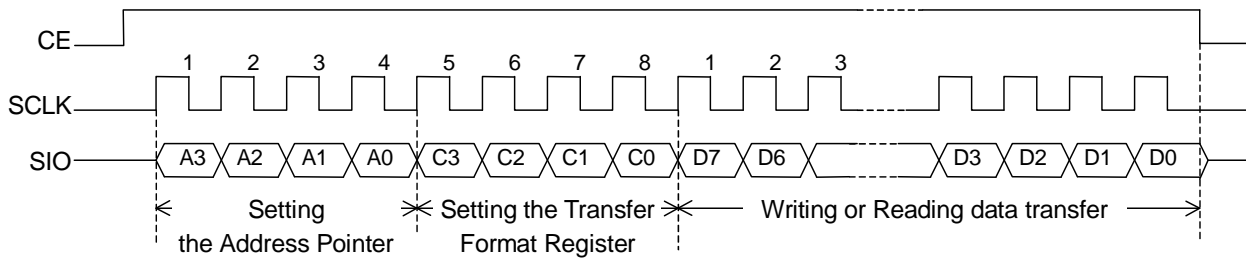 CE
1 2 3 4 5 6 7 8 1 2 3
SCLK
SIO A3 A2 A1 A0 C3 C2 C1 C0 D7 D6 D3 D2 D1 D0
Setting Setting the Transfer Writing or Reading data transfer
the Address Pointer Format Register